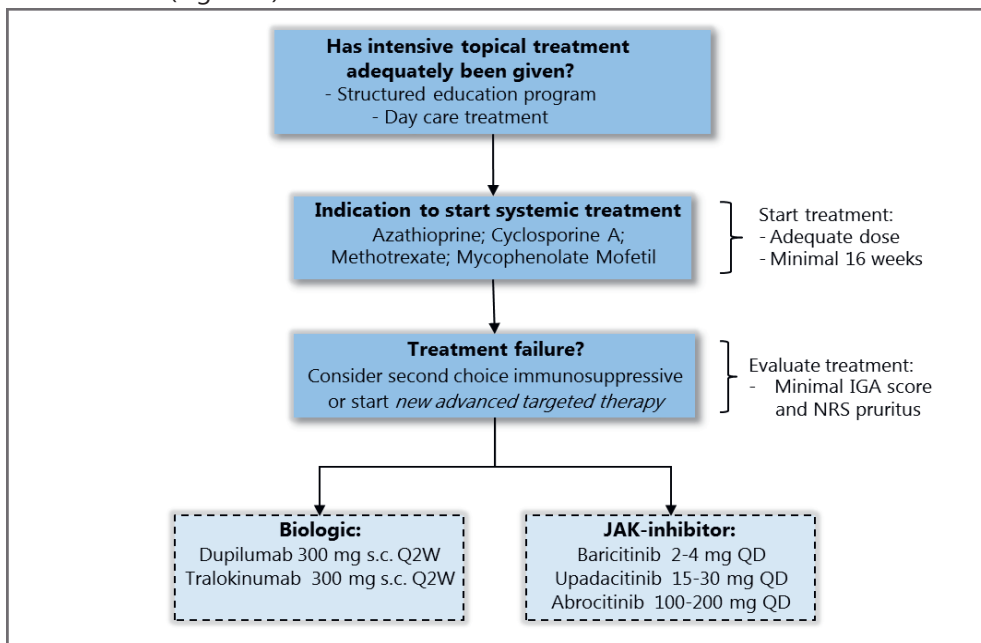 Has intensive topical treatment
adequately been given?
- Structured education program
- Day care treatment
Indication to start systemic treatment
Azathioprine; Cyclosporine A;
Methotrexate; Mycophenolate Mofetil
Start treatment:
- Adequate dose
- Minimal 16 weeks
Treatment failure?
Consider second choice immunosuppressive
or start new advanced targeted therapy
Evaluate treatment:
- Minimal IGA score
and NRS pruritus
Biologic:
Dupilumab 300 mg s.c. Q2W
Tralokinumab 300 mg s.c. Q2W
JAK-inhibitor:
Baricitinib 2-4 mg QD
Upadacitinib 15-30 mg QD
Abrocitinib 100-200 mg QD